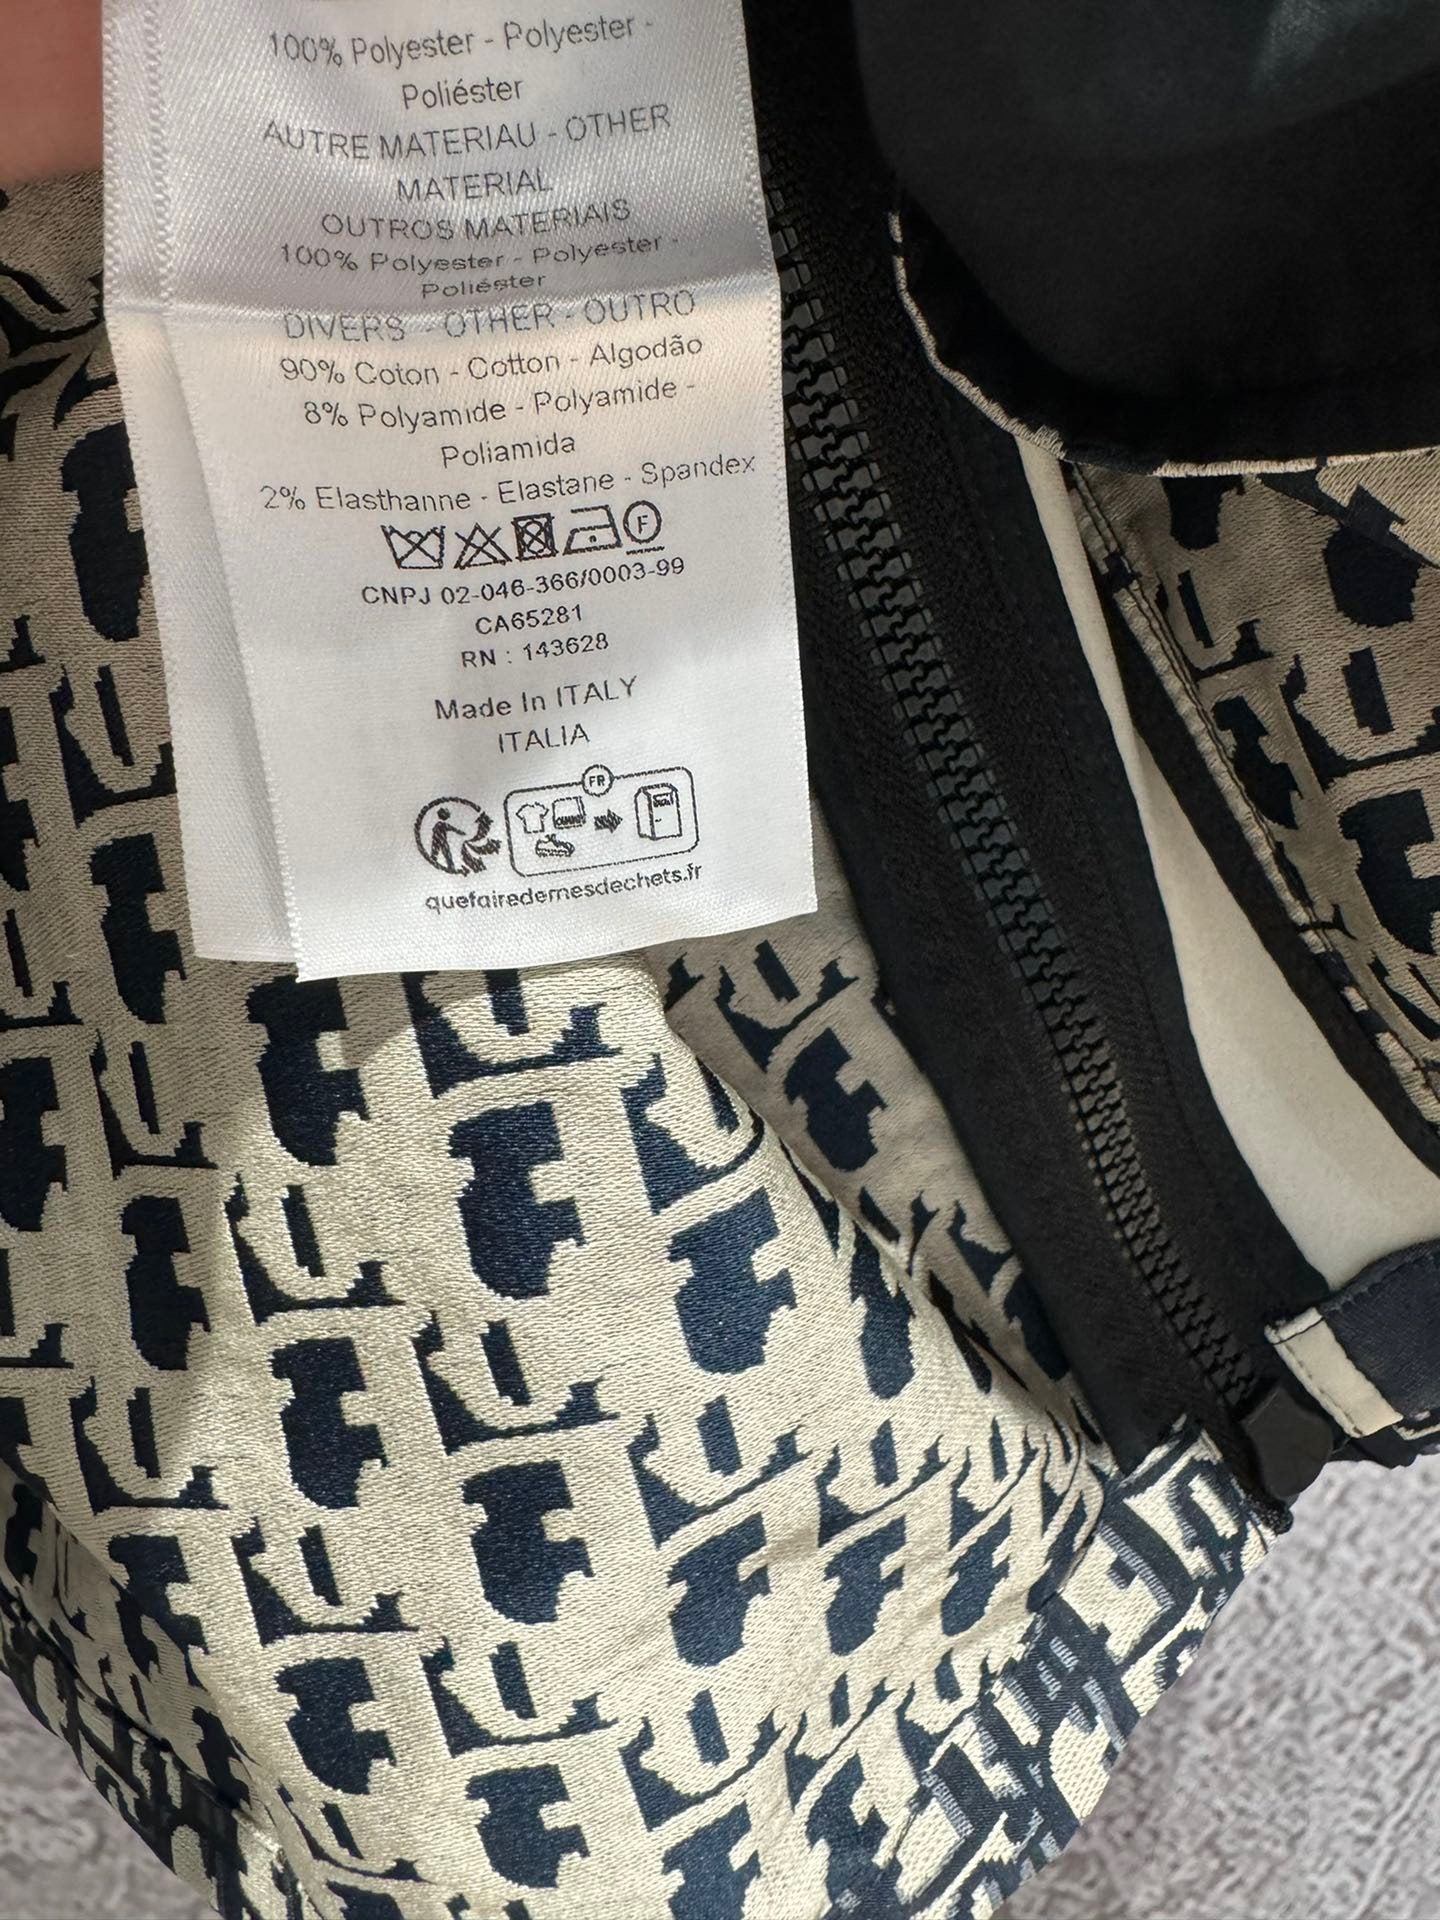 100% Polyester - Polyester -
Poliéster
AUTRE MATERIAU - OTHER
MATERIAL
OUTROS MATERIAIS
100% Polyester - Polyester -
Poliéster
DIVERS - OTHER - OUTRO
90% Coton - Cotton - Algodão
8% Polyamide - Polyamide -
Poliamida
2% Elasthanne - Elastane - Spandex
F
CNPJ 02-046-366/0003-99
CA65281
RN : 143628
Made In ITALY
ITALIA
FR
quefairedemesdechets.fr